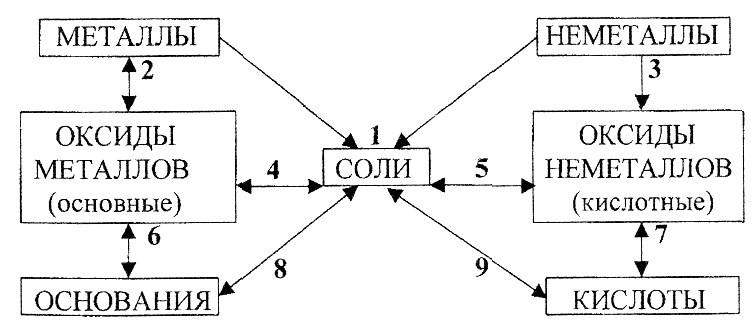 МЕТАЛЛЫ
НЕМЕТАЛЛЫ
2
3
1
ОКСИДЫ
МЕТАЛЛОВ
(основные)
4
СОЛИ
5
ОКСИДЫ
НЕМЕТАЛЛОВ
(кислотные)
6
7
8
9
ОСНОВАНИЯ
КИСЛОТЫ